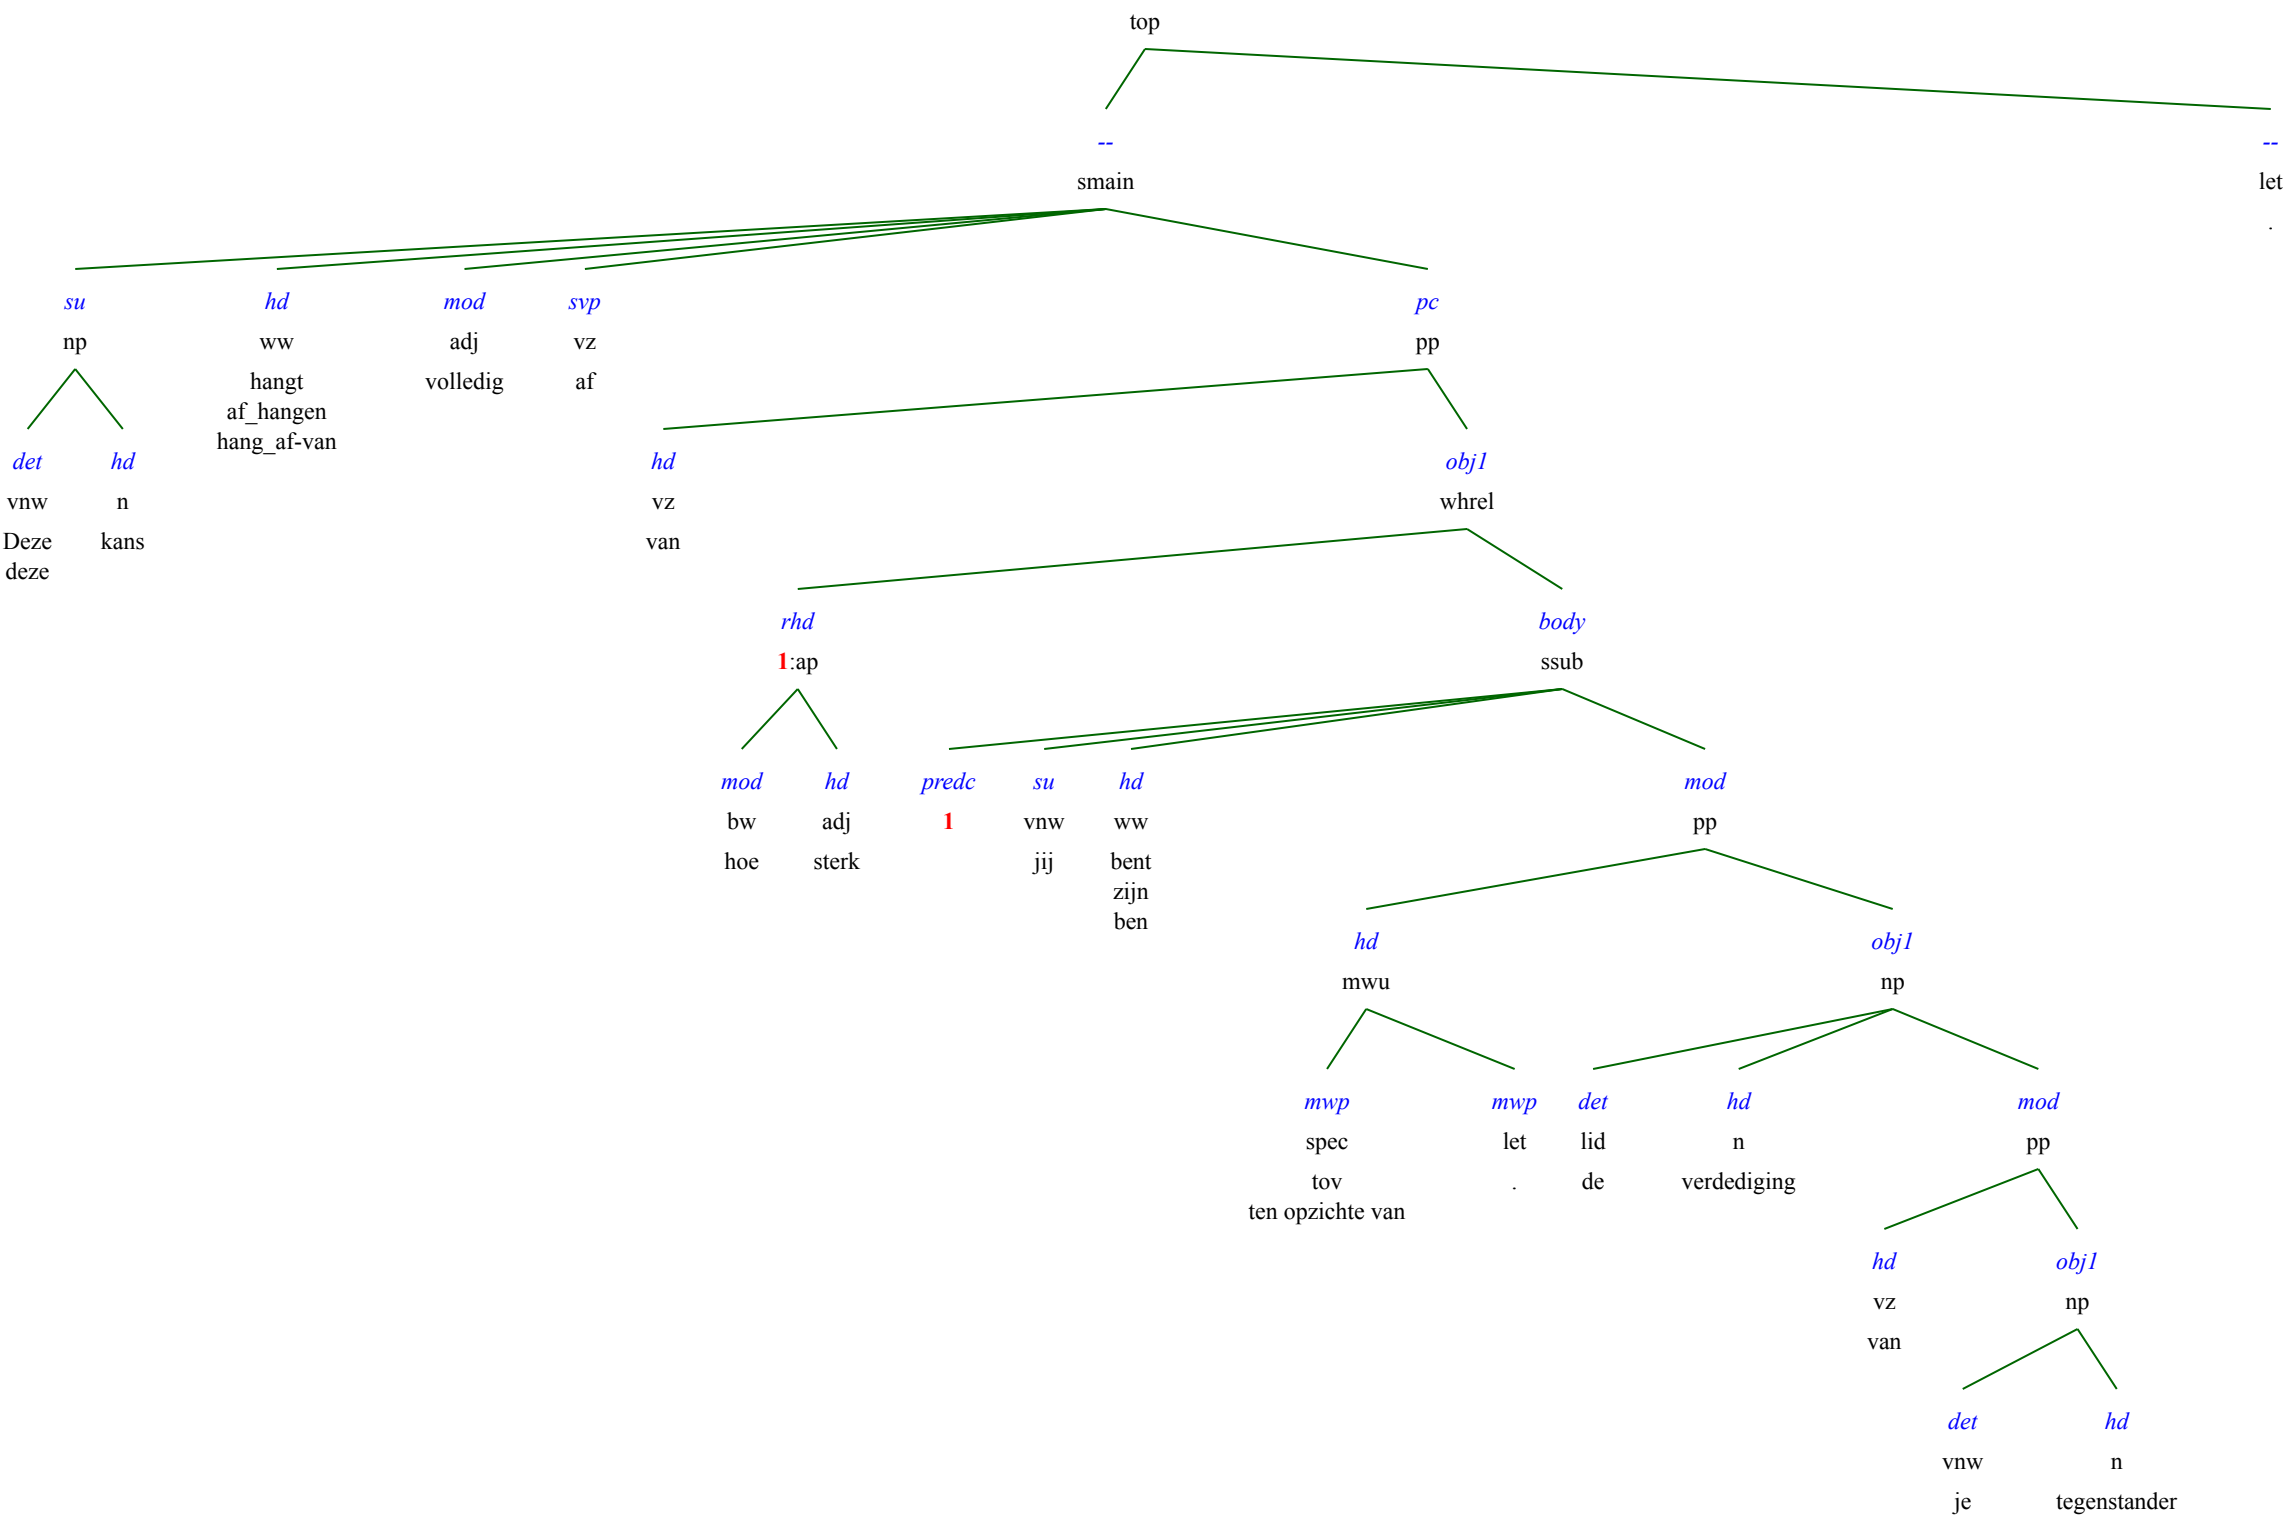 top
-- --
smain let
.
su hd mod svp pc
np ww adj vz pp
hangt volledig af
af_hangen
hang_af-van
det hd hd obj1
vnw n vz whrel
Deze kans van
deze
rhd body
1:ap ssub
mod hd predc su hd mod
bw adj 1 vnw ww pp
hoe sterk jij bent
zijn
ben
hd obj1
mwu np
mwp mwp det hd mod
spec let lid n pp
tov . de verdediging
ten opzichte van
hd obj1
vz np
van
det hd
vnw n
je tegenstander